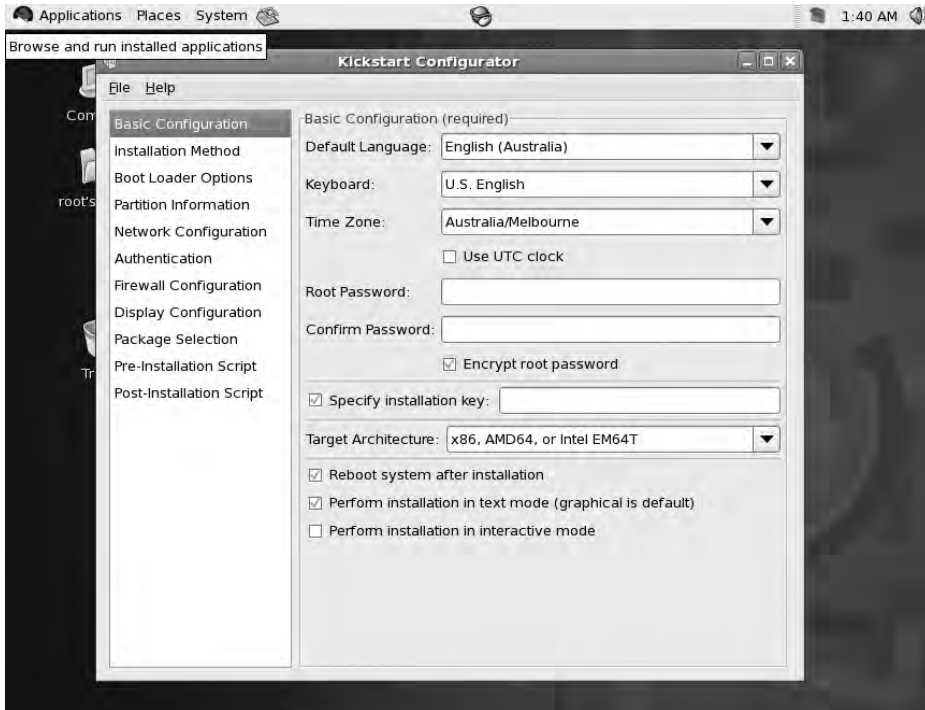 Applications Places System
1:40 AM
Browse and run installed applications
Kickstart Configurator
File Help
Com
root's
Tr
Basic Configuration
Installation Method
Boot Loader Options
Partition Information
Network Configuration
Authentication
Firewall Configuration
Display Configuration
Package Selection
Pre-Installation Script
Post-Installation Script
Basic Configuration (required)
Default Language: English (Australia)
Keyboard: U.S. English
Time Zone: Australia/Melbourne
Use UTC clock
Root Password:
Confirm Password:
Encrypt root password
Specify installation key:
Target Architecture: x86, AMD64, or Intel EM64T
Reboot system after installation
Perform installation in text mode (graphical is default)
Perform installation in interactive mode